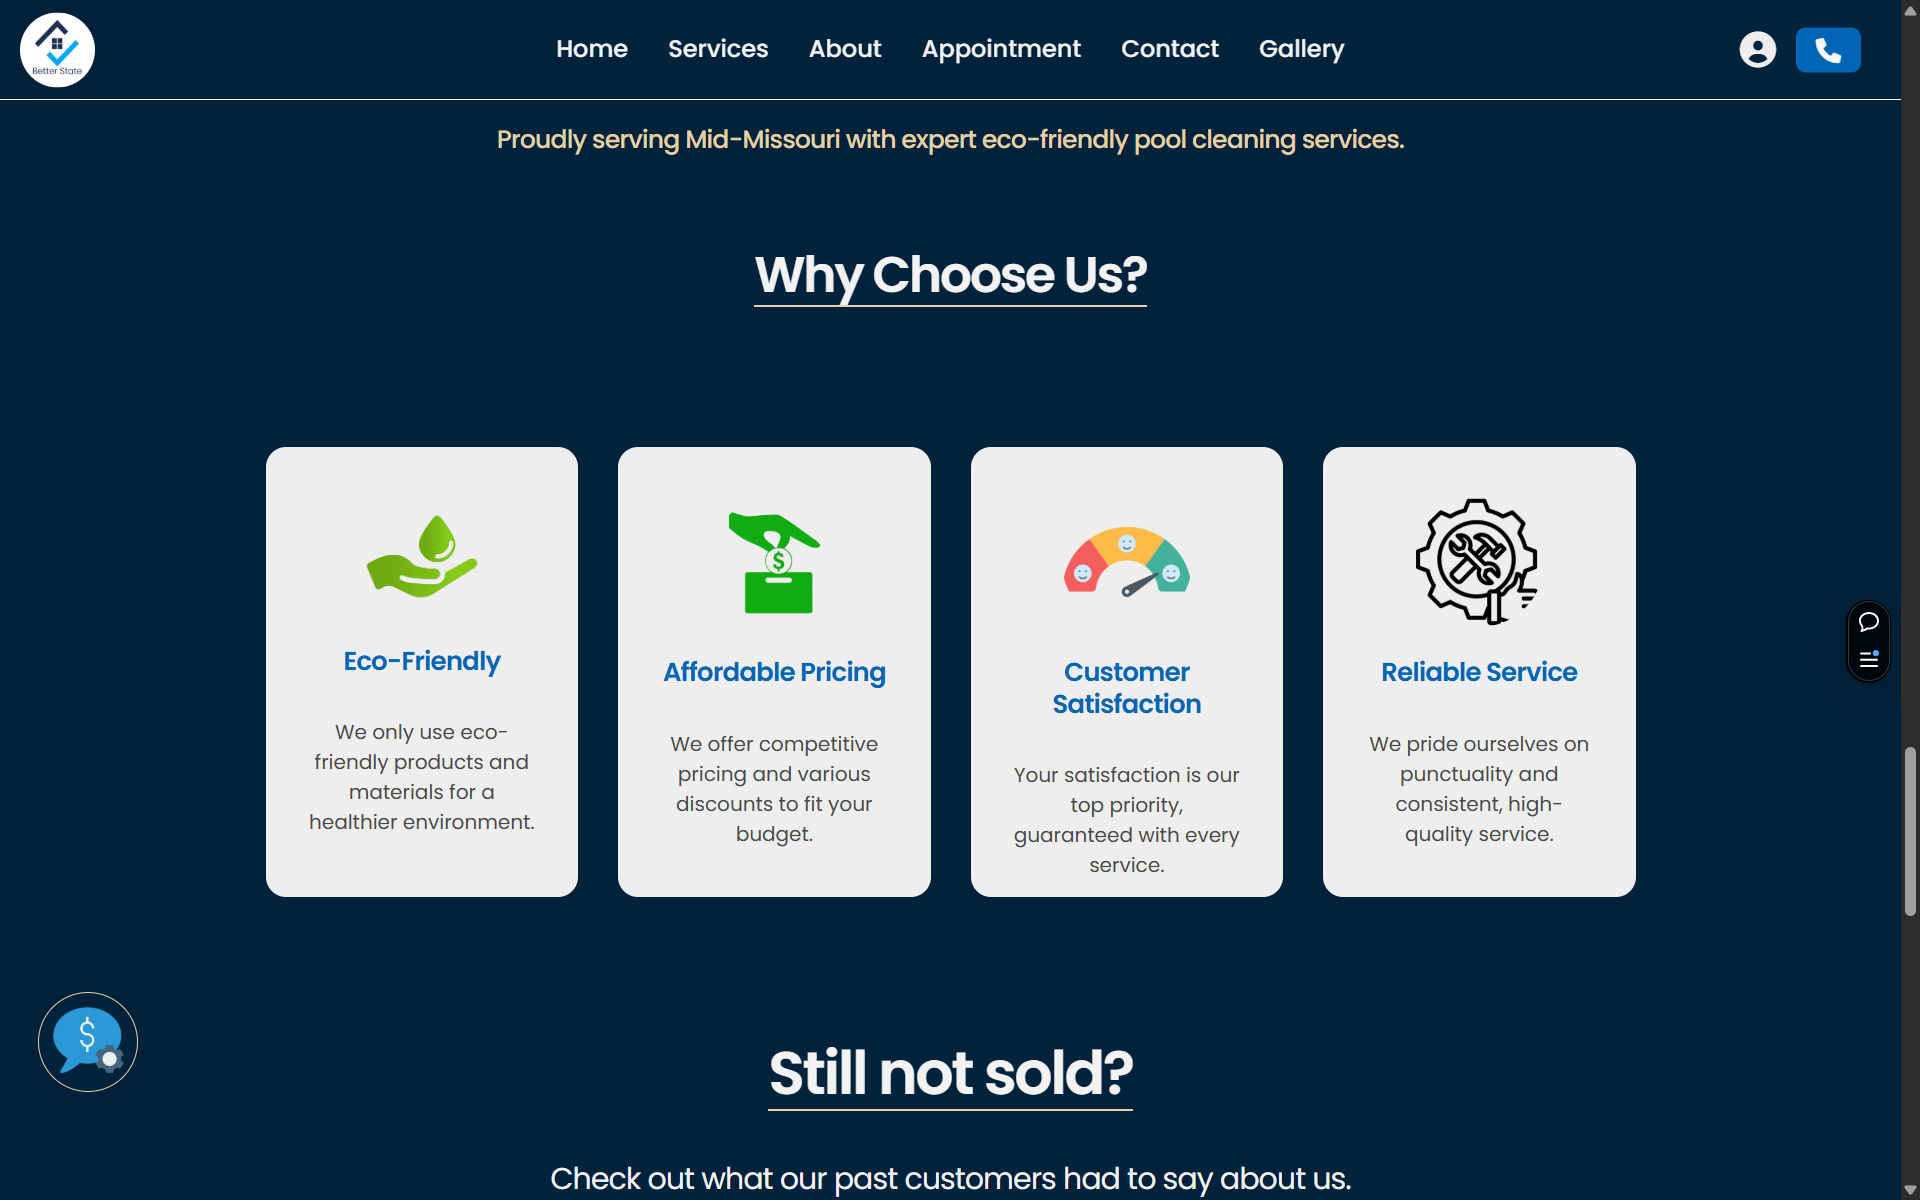 Better State
Home Services About Appointment Contact Gallery
Proudly serving Mid-Missouri with expert eco-friendly pool cleaning services.
Why Choose Us?
Eco-Friendly
We only use eco-
friendly products and
materials for a
healthier environment.
$
Affordable Pricing
We offer competitive
pricing and various
discounts to fit your
budget.
Customer
Satisfaction
Your satisfaction is our
top priority,
guaranteed with every
service.
Reliable Service
We pride ourselves on
punctuality and
consistent, high-
quality service.
$
Still not sold?
Check out what our past customers had to say about us.